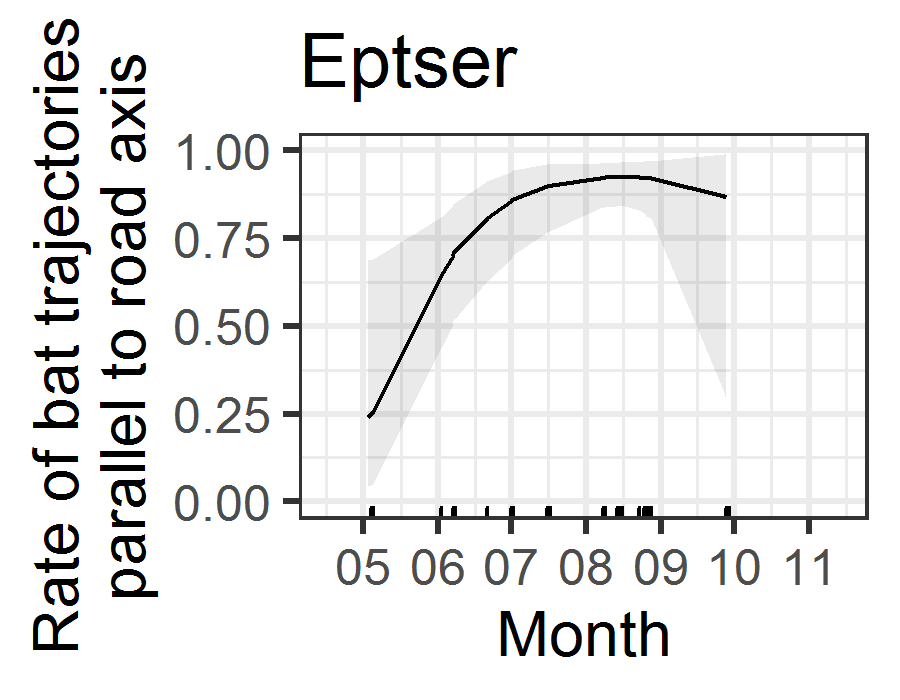 Eptser
Rate of bat trajectories
parallel to road axis
1.00
0.75
0.50
0.25
0.00
05 06 07 08 09 10 11
Month